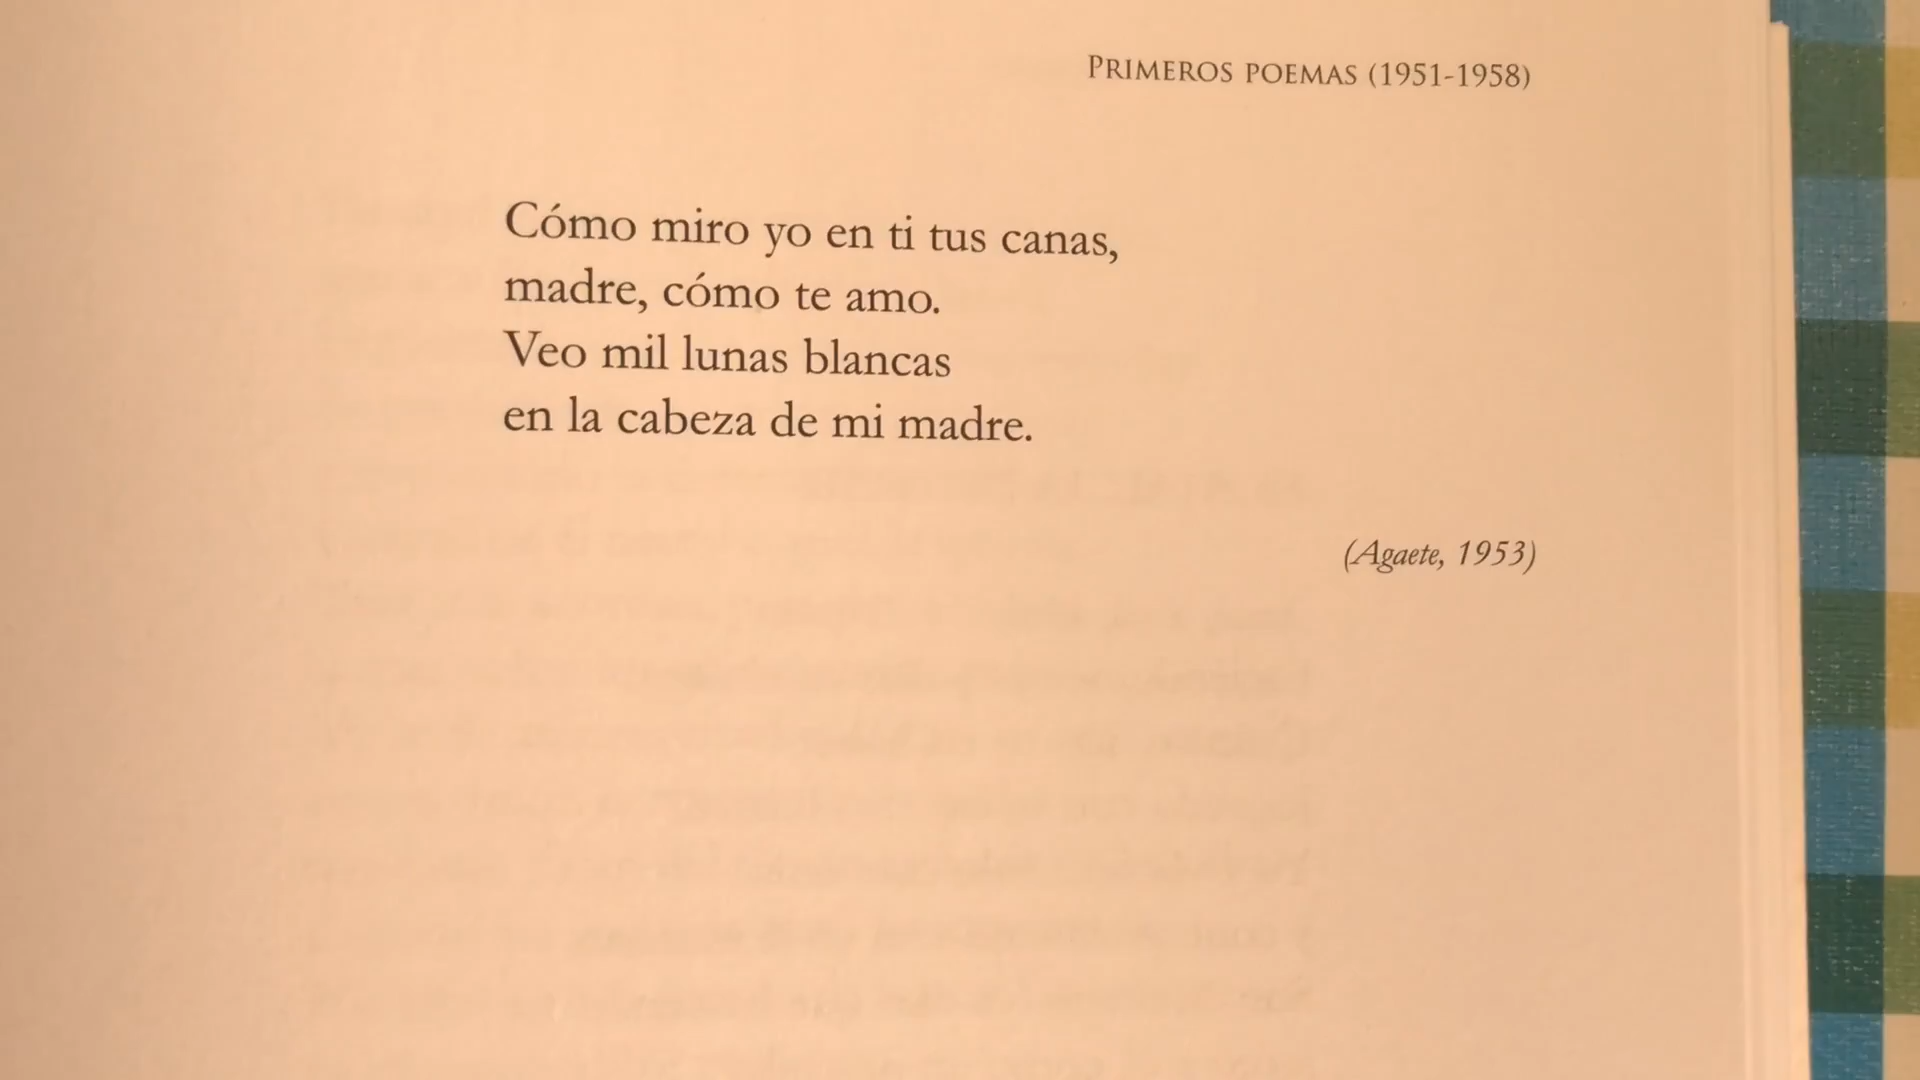 PRIMEROS POEMAS (1951-1958)
Cómo miro yo en ti tus canas,
madre, cómo te amo.
Veo mil lunas blancas
en la cabeza de mi madre.
(Agaete, 1953)